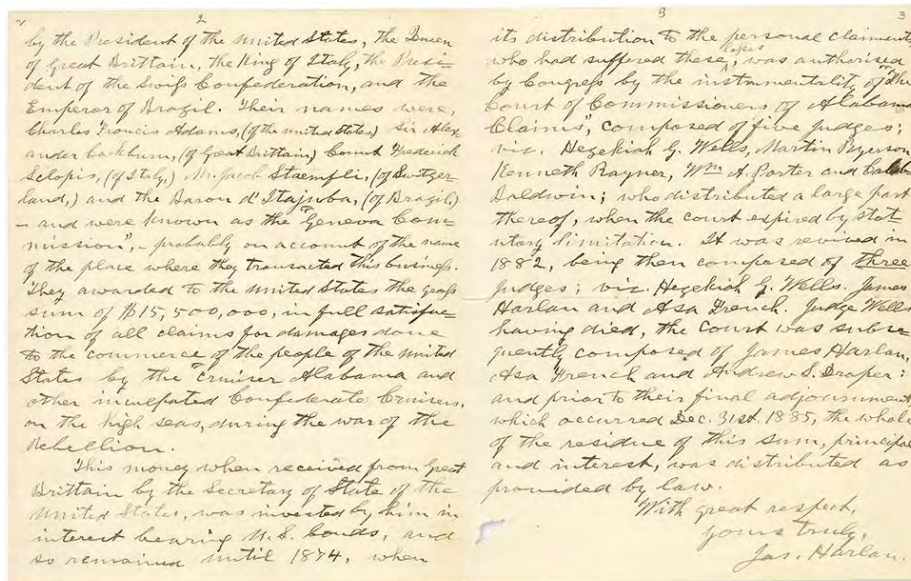 2
by the President of the United States, the Queen
of Great Brittain, the King of Italy, the Presi-
dent of the Swiss Confederation, and the
Emperor of Brazil. Their names were,
Charles Francis Adams, (of the United States) Sir Alex
ander Cockburn, (of Great Brittain) Count Frederick
Sclopis, (of Italy,) Mr. Jacob Staempfli, (of Switzer-
land,) and the Baron d'Itajuba, (of Brazil,)
- and were known as the "Geneva Com-
mission", - probably on account of the name
of the place where they transacted this business.
They awarded to the United States the gross
sum of $15,500,000, in full satisfac-
tion of all claims for damages done
to the commerce of the people of the United
States by the Cruiser Alabama and
other inculpated Confederate Cruisers,
on the high seas, during the war of the
Rebellion.
This money when received from Great
Brittain by the Secretary of State of the
United States, was invested by him in
interest bearing U.S. bonds, and
so remained until 1874, when
3
its distribution to the personal claimants
who had suffered these losses, was authorised
by Congress by the instrumentality of "the
Court of Commissioners of Alabama
Claims", composed of five judges;
viz. Hezekiah G. Wells, Martin Ryerson
Kenneth Rayner, Wm A. Porter and Caleb
Baldwin; who distributed a large part
thereof, when the court expired by stat-
utory limitation. It was revived in
1882, being then composed of three
judges; viz. Hezekiah G. Wells, James
Harlan and Asa French. Judge Wells
having died, the court was subse-
quently composed of James Harlan,
Asa French and Andrew S. Draper:
and prior to their final adjournment
which occurred Dec. 31st. 1885, the whole
of the residue of this sum, principal
and interest, was distributed as
provided by law.
With great respect,
Yours truly,
Jas. Harlan.